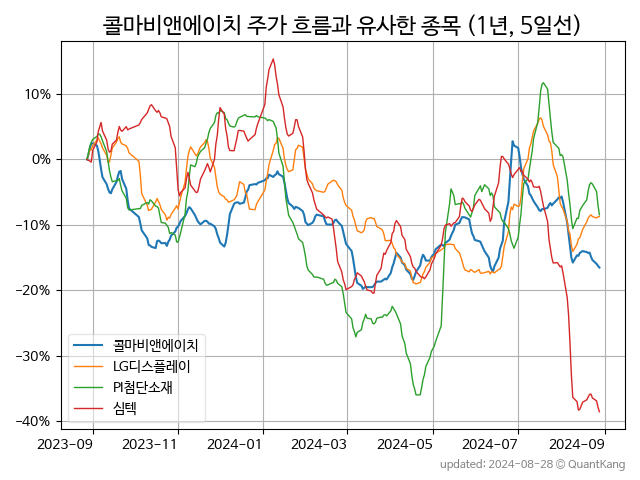 콜마비앤에이치 주가 흐름과 유사한 종목 (1년, 5일선)
10%
0%
−10%
−20%
−30%
−40%
콜마비앤에이치
LG디스플레이
PI첨단소재
심텍
2023-09 2023-11 2024-01 2024-03 2024-05 2024-07 2024-09
updated: 2024-08-28 © QuantKang